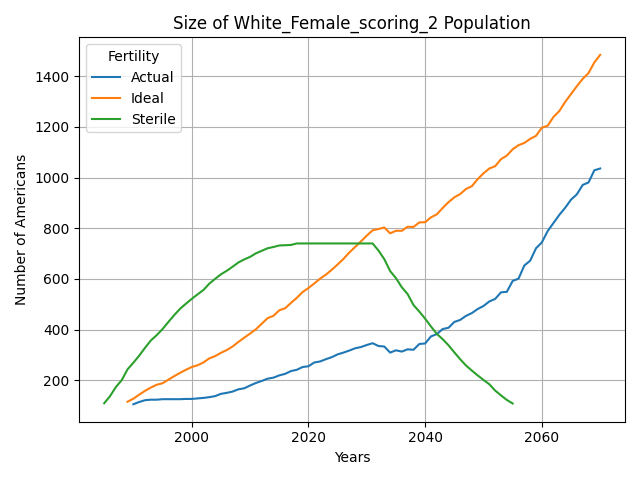 Size of White_Female_scoring_2 Population
Fertility
Actual
Ideal
Sterile
Number of Americans
1400
1200
1000
800
600
400
200
2000 2020 2040 2060
Years